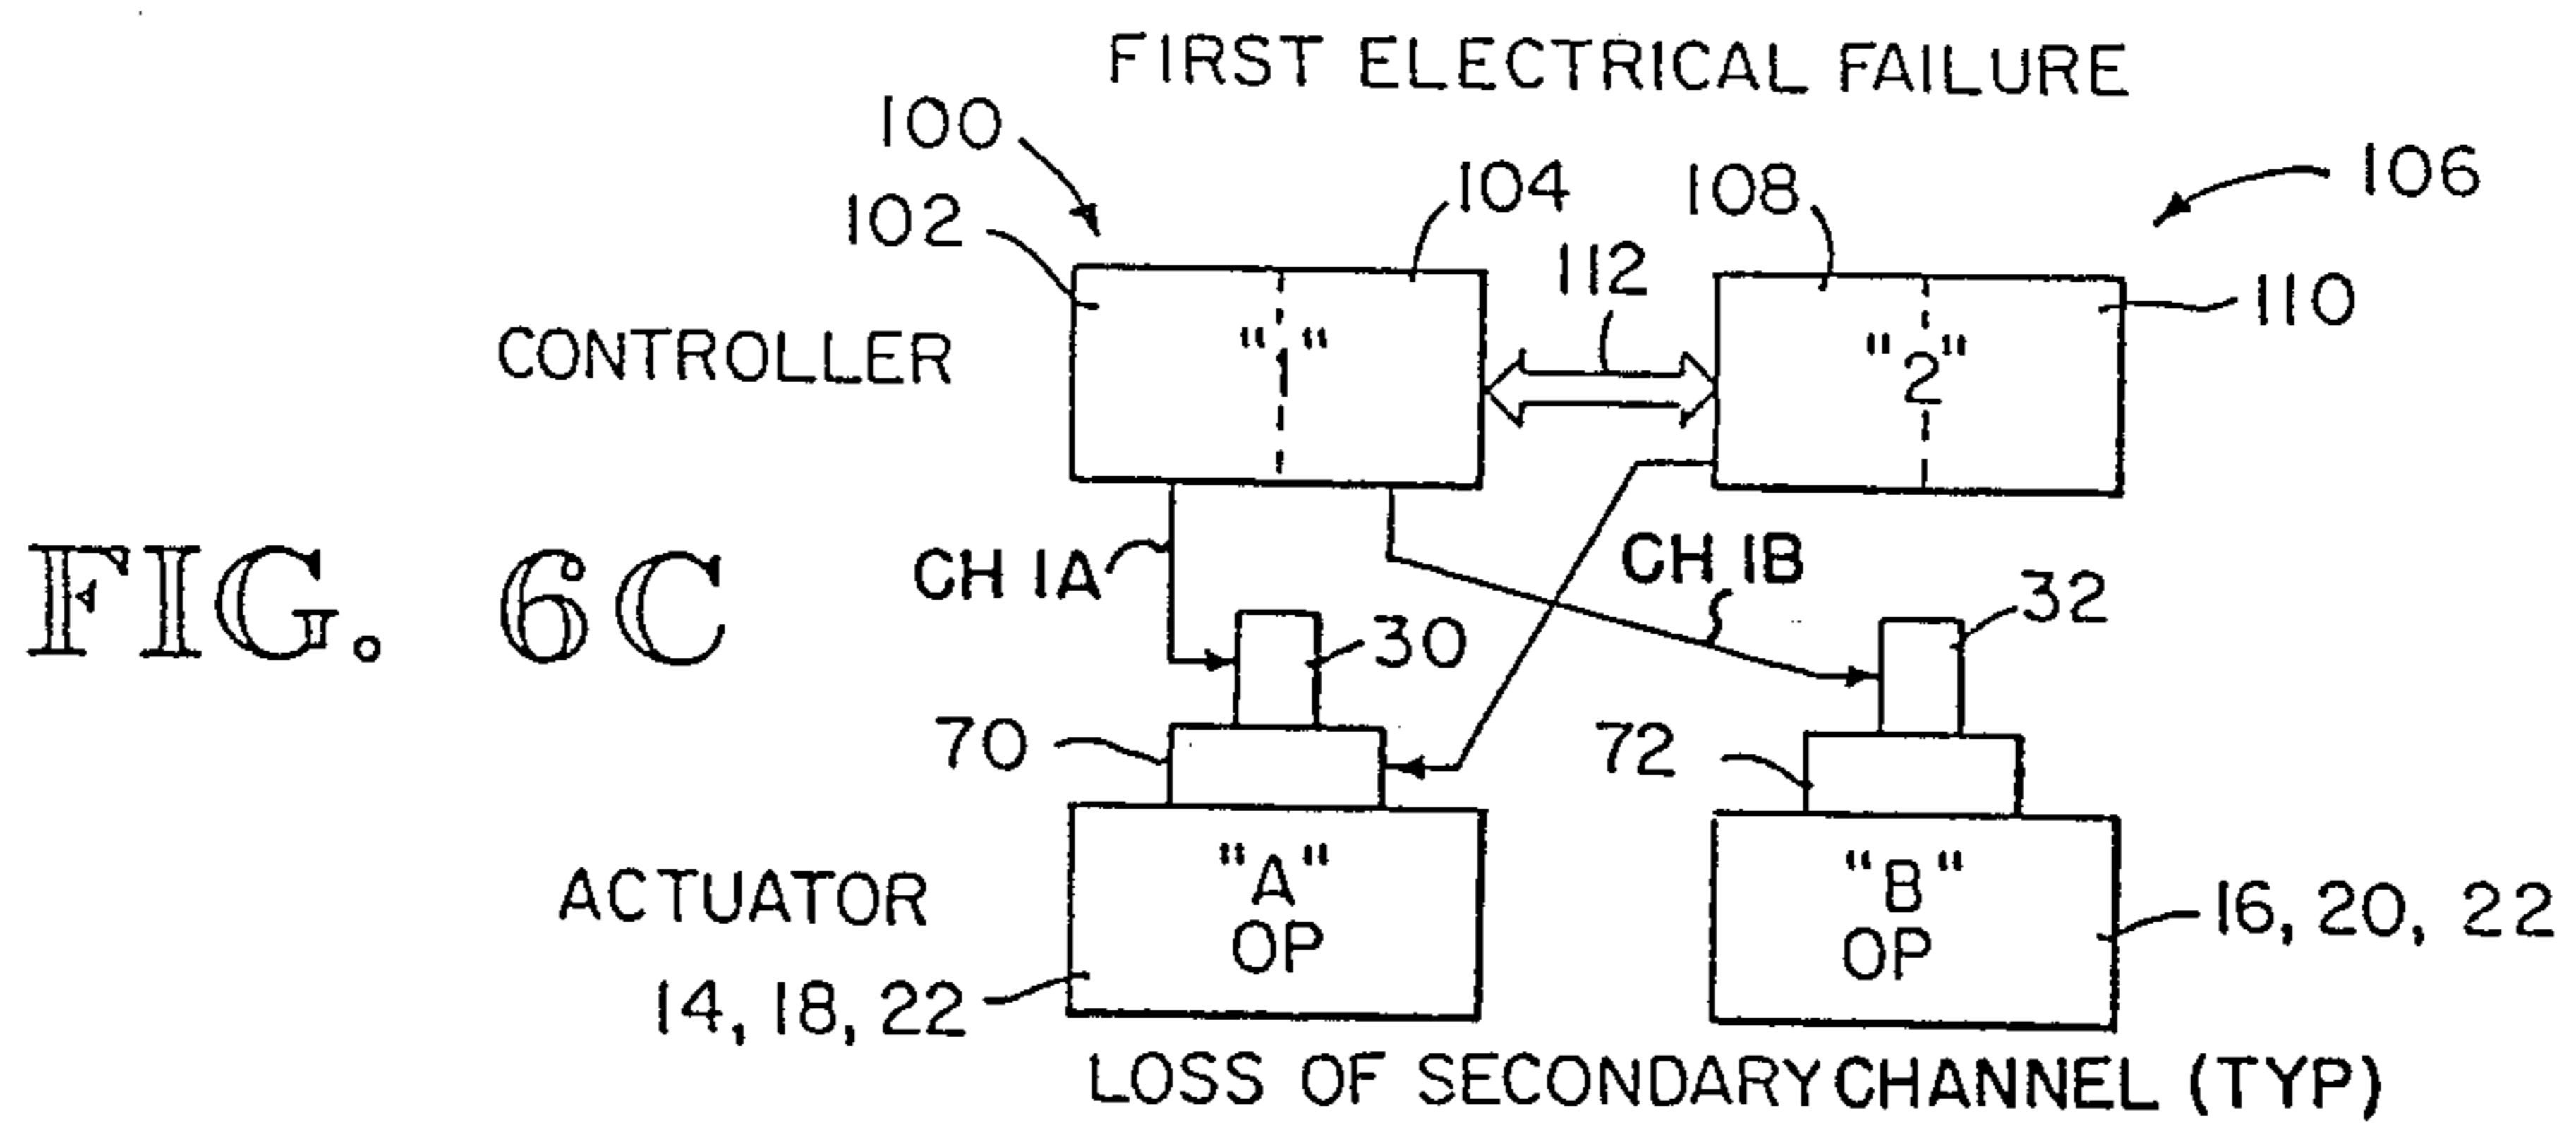 FIRST ELECTRICAL FAILURE
100
106
102
104
108
112
110
CONTROLLER
"1"
"2"
FIG. 6C
CH 1A
CH 1B
30
32
70
72
ACTUATOR
"A"
OP
"B"
OP
14, 18, 22
16, 20, 22
LOSS OF SECONDARY CHANNEL (TYP)